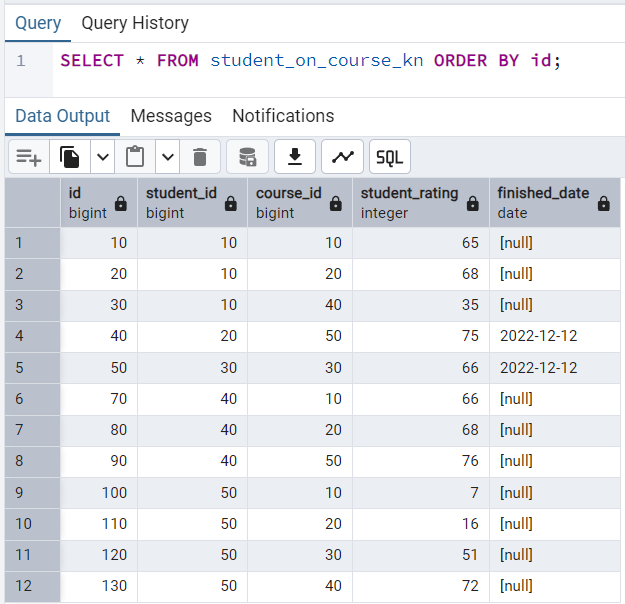 Query Query History
1 SELECT * FROM student_on_course_kn ORDER BY id;
Data Output Messages Notifications
SQL
id student_id course_id student_rating finished_date
bigint bigint bigint integer date
1 10 10 10 65 [null]
2 20 10 20 68 [null]
3 30 10 40 35 [null]
4 40 20 50 75 2022-12-12
5 50 30 30 66 2022-12-12
6 70 40 10 66 [null]
7 80 40 20 68 [null]
8 90 40 50 76 [null]
9 100 50 10 7 [null]
10 110 50 20 16 [null]
11 120 50 30 51 [null]
12 130 50 40 72 [null]